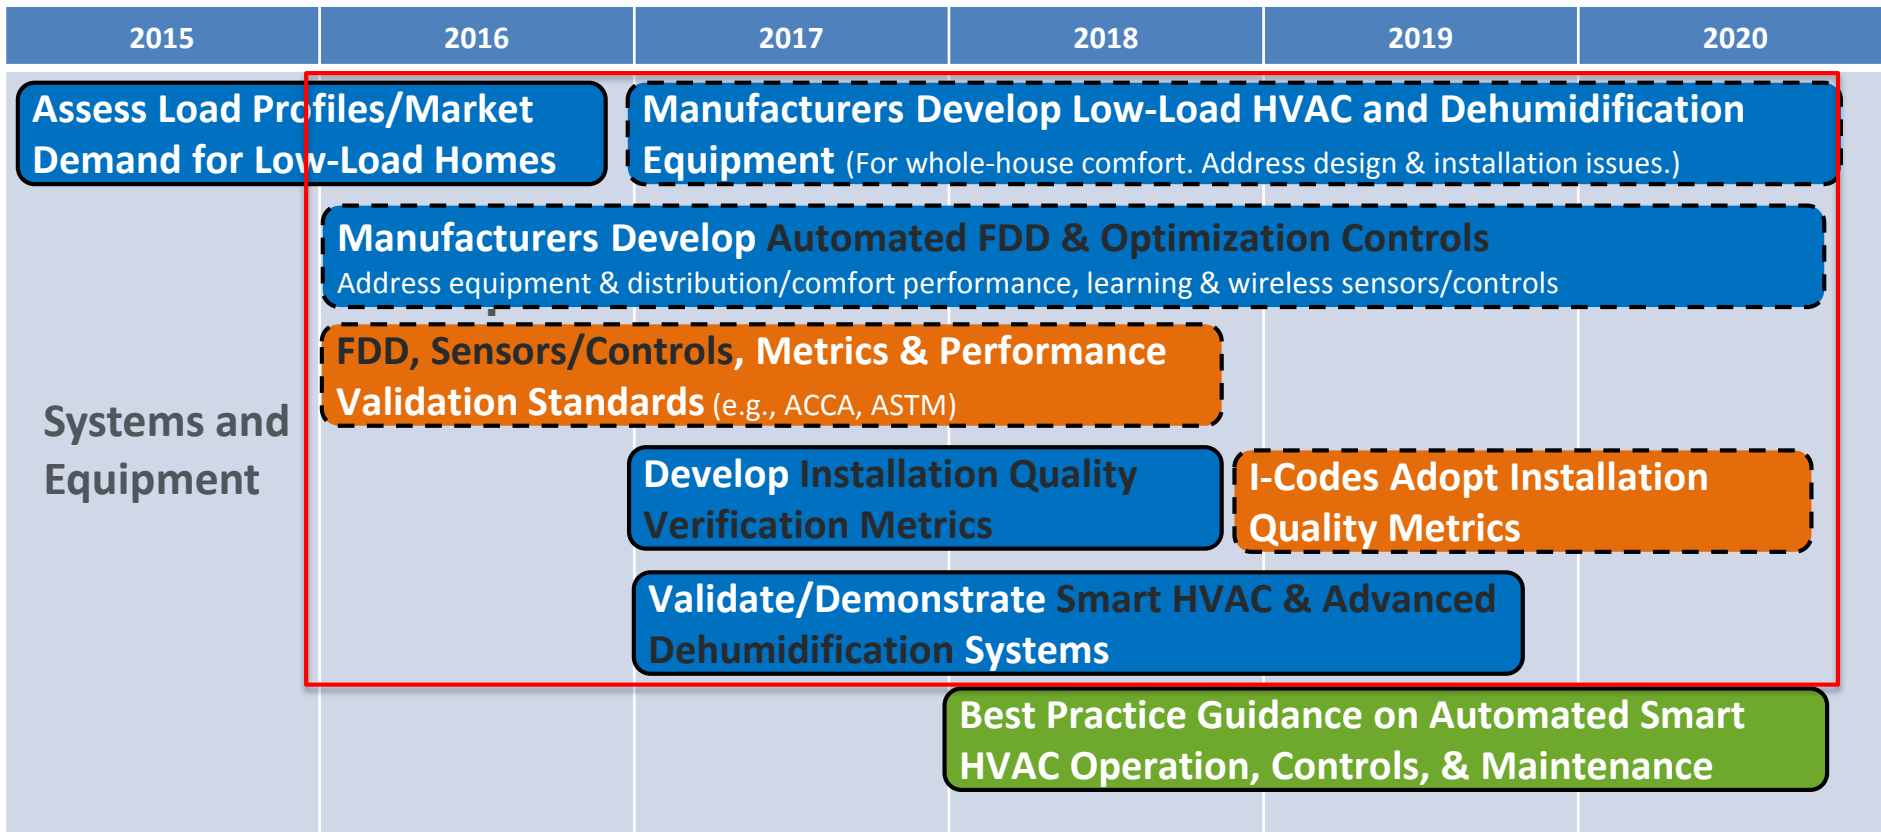 2015 2016 2017 2018 2019 2020
Assess Load Profiles/Market
Demand for Low-Load Homes
Manufacturers Develop Low-Load HVAC and Dehumidification
Equipment (For whole-house comfort. Address design & installation issues.)
Manufacturers Develop Automated FDD & Optimization Controls
Address equipment & distribution/comfort performance, learning & wireless sensors/controls
FDD, Sensors/Controls, Metrics & Performance
Validation Standards (e.g., ACCA, ASTM)
Systems and
Equipment
Develop Installation Quality
Verification Metrics
I-Codes Adopt Installation
Quality Metrics
Validate/Demonstrate Smart HVAC & Advanced
Dehumidification Systems
Best Practice Guidance on Automated Smart
HVAC Operation, Controls, & Maintenance